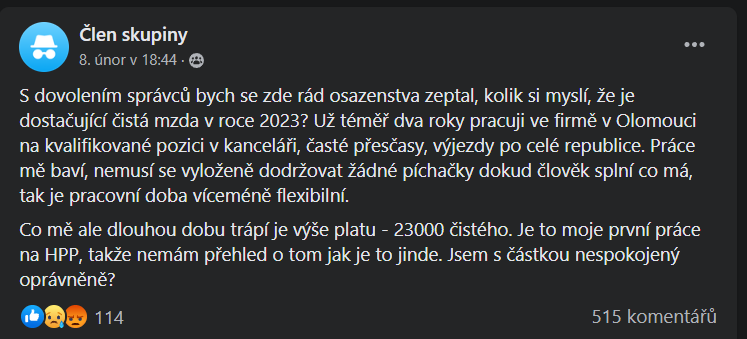 Člen skupiny
8. únor v 18:44 ·
S dovolením správců bych se zde rád osazenstva zeptal, kolik si myslí, že je
dostačující čistá mzda v roce 2023? Už téměř dva roky pracuji ve firmě v Olomouci
na kvalifikované pozici v kanceláři, časté přesčasy, výjezdy po celé republice. Práce
mě baví, nemusí se vyloženě dodržovat žádné píchačky dokud člověk splní co má,
tak je pracovní doba víceméně flexibilní.
Co mě ale dlouhou dobu trápí je výše platu - 23000 čistého. Je to moje první práce
na HPP, takže nemám přehled o tom jak je to jinde. Jsem s částkou nespokojený
oprávněně?
114
515 komentářů